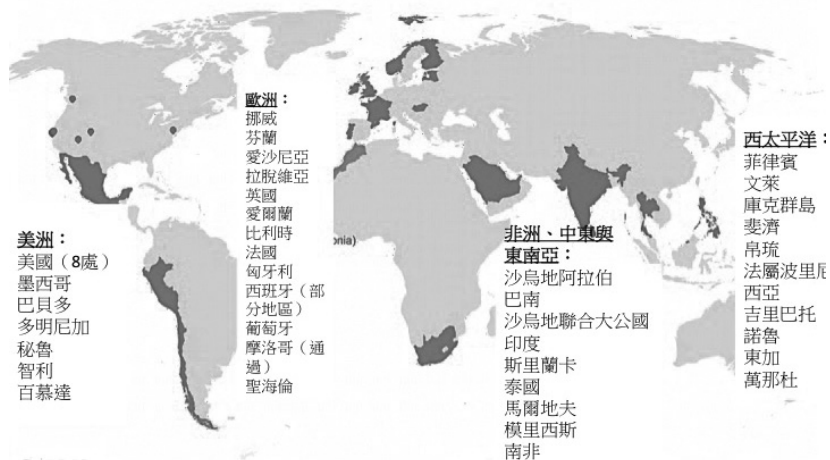 歐洲：
挪威
芬蘭
愛沙尼亞
拉脫維亞
英國
愛爾蘭
比利時
法國
匈牙利
西班牙（部
分地區）
葡萄牙
摩洛哥（通
過）
聖海倫
西太平洋：
菲律賓
文萊
庫克群島
斐濟
帛琉
法屬波里尼
西亞
吉里巴托
諾魯
東加
萬那杜
美洲：
美國（8處）
墨西哥
巴貝多
多明尼加
秘魯
智利
百慕達
onia)
非洲、中東與
東南亞：
沙烏地阿拉伯
巴南
沙烏地聯合大公國
印度
斯里蘭卡
泰國
馬爾地夫
模里西斯
南非